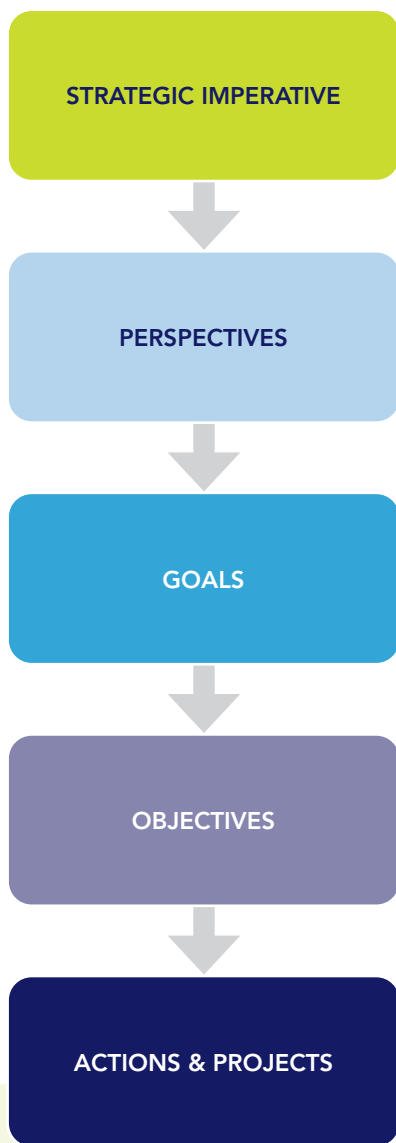 STRATEGIC IMPERATIVE
PERSPECTIVES
GOALS
OBJECTIVES
ACTIONS & PROJECTS